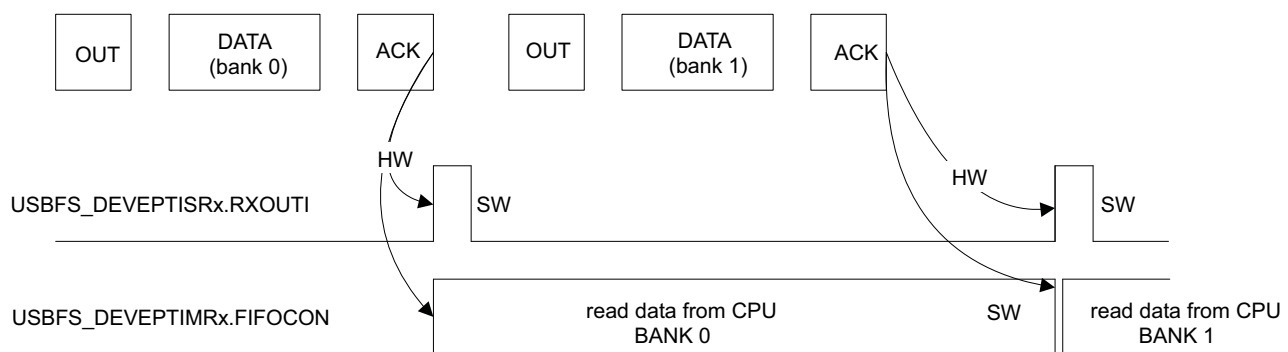 OUT
DATA
(bank 0)
ACK
OUT
DATA
(bank 1)
ACK
HW
HW
USBFS_DEVEPTISRx.RXOUTI
SW
SW
USBFS_DEVEPTIMRx.FIFOCON
read data from CPU
BANK 0
SW
read data from CPU
BANK 1